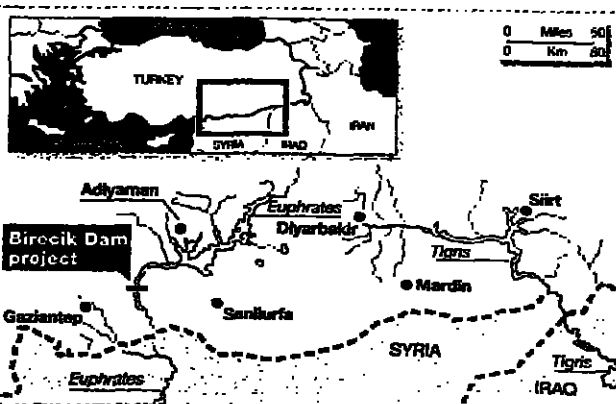 0 Miles 50
0 Km 80
TURKEY
SYRIA
IRAQ
IRAN
Adiyaman
Euphrates
Siirt
Diyarbakir
Birecik Dam
project
Tigris
Mardin
Gaziantep
Sanliurfa
SYRIA
Euphrates
Tigris
IRAQ